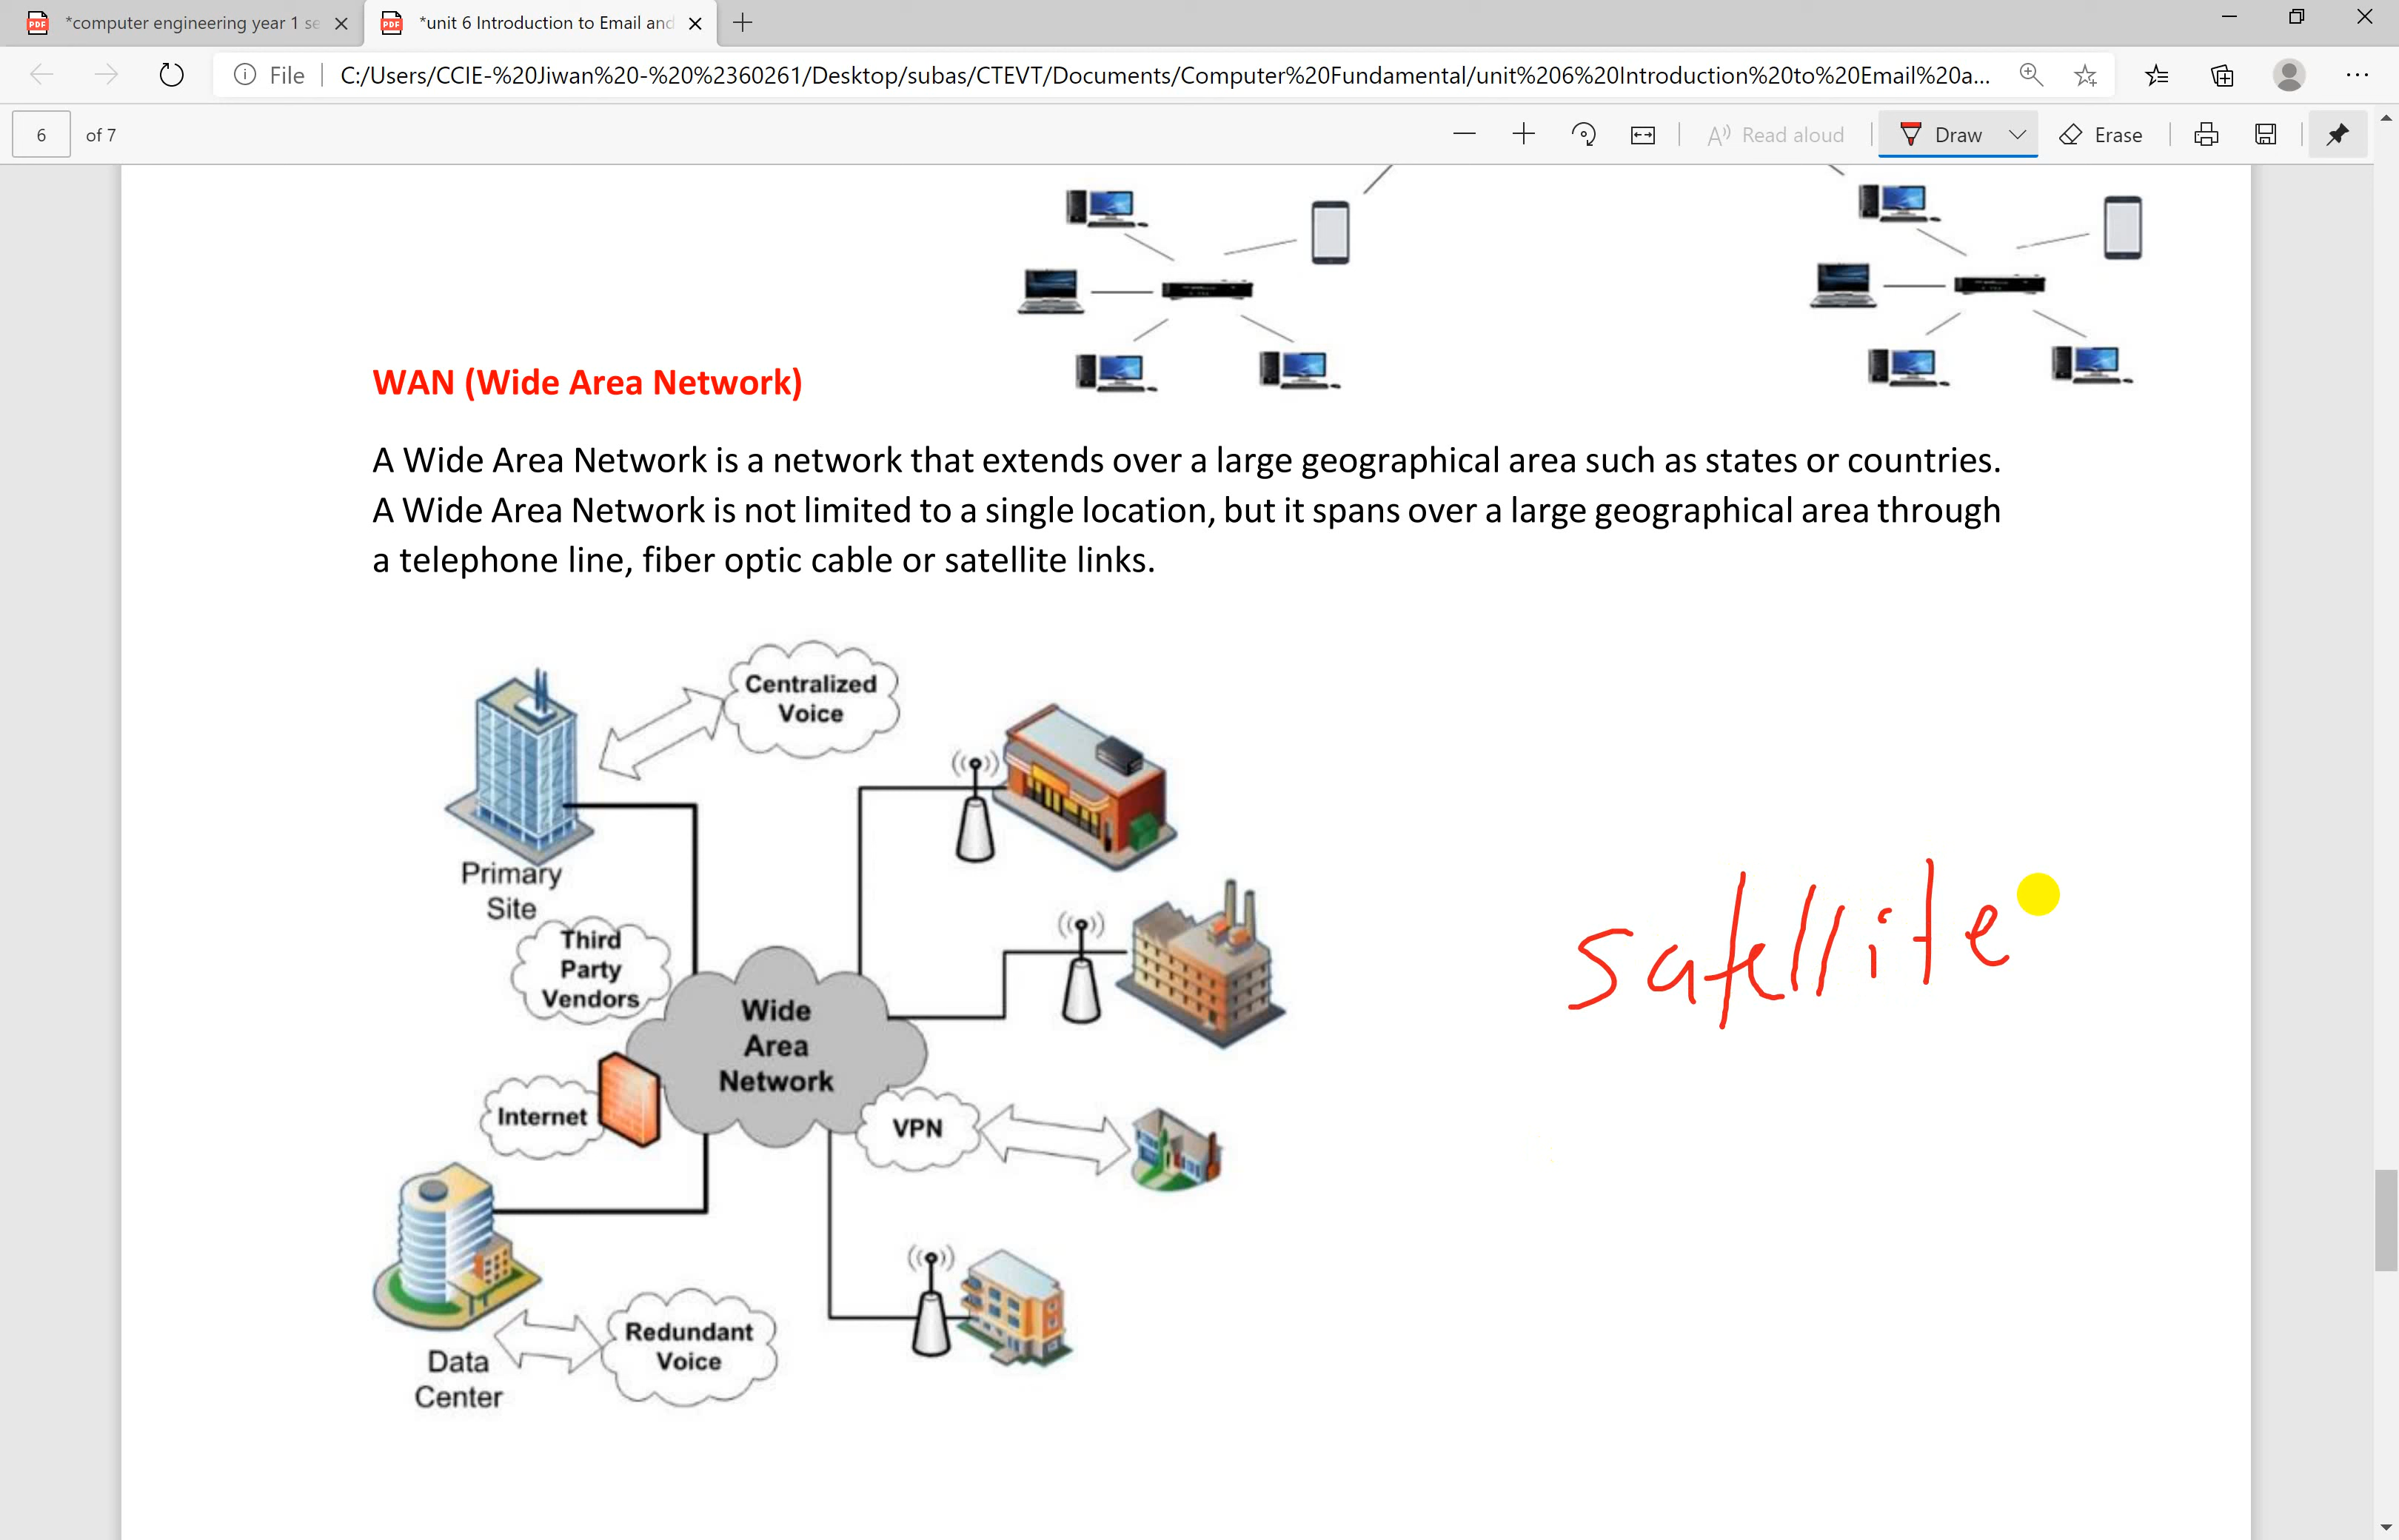 *computer engineering year 1 se
*unit 6 Introduction to Email and
File
C:/Users/CCIE-%20Jiwan%20-%20%2360261/Desktop/subas/CTEVT/Documents/Computer%20Fundamental/unit%206%20Introduction%20to%20Email%20a...
6 of 7
Read aloud
Draw
Erase
WAN (Wide Area Network)
A Wide Area Network is a network that extends over a large geographical area such as states or countries.
A Wide Area Network is not limited to a single location, but it spans over a large geographical area through
a telephone line, fiber optic cable or satellite links.
Centralized
Voice
Primary
Site
Third
Party
Vendors
Wide
Area
Network
Internet
VPN
Data
Center
Redundant
Voice
satellite